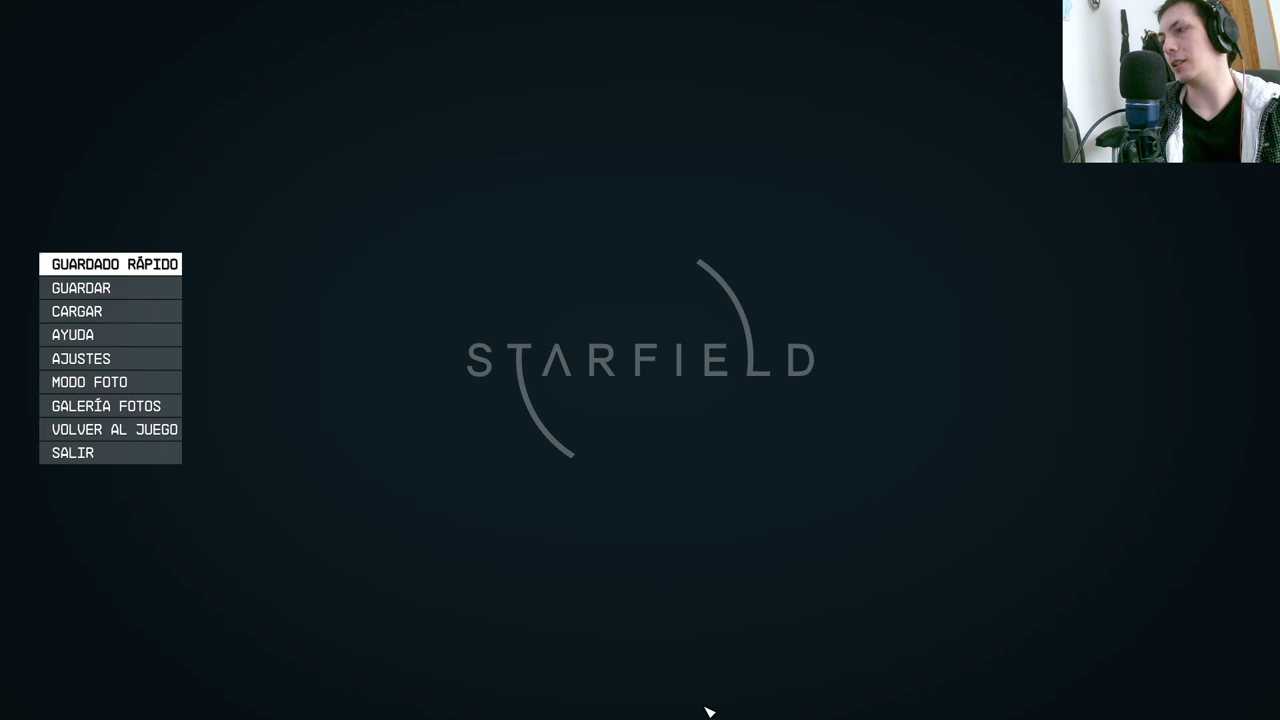 GUARDADO RÁPIDO
GUARDAR
CARGAR
AYUDA
AJUSTES
MODO FOTO
GALERÍA FOTOS
VOLVER AL JUEGO
SALIR
STARFIELD